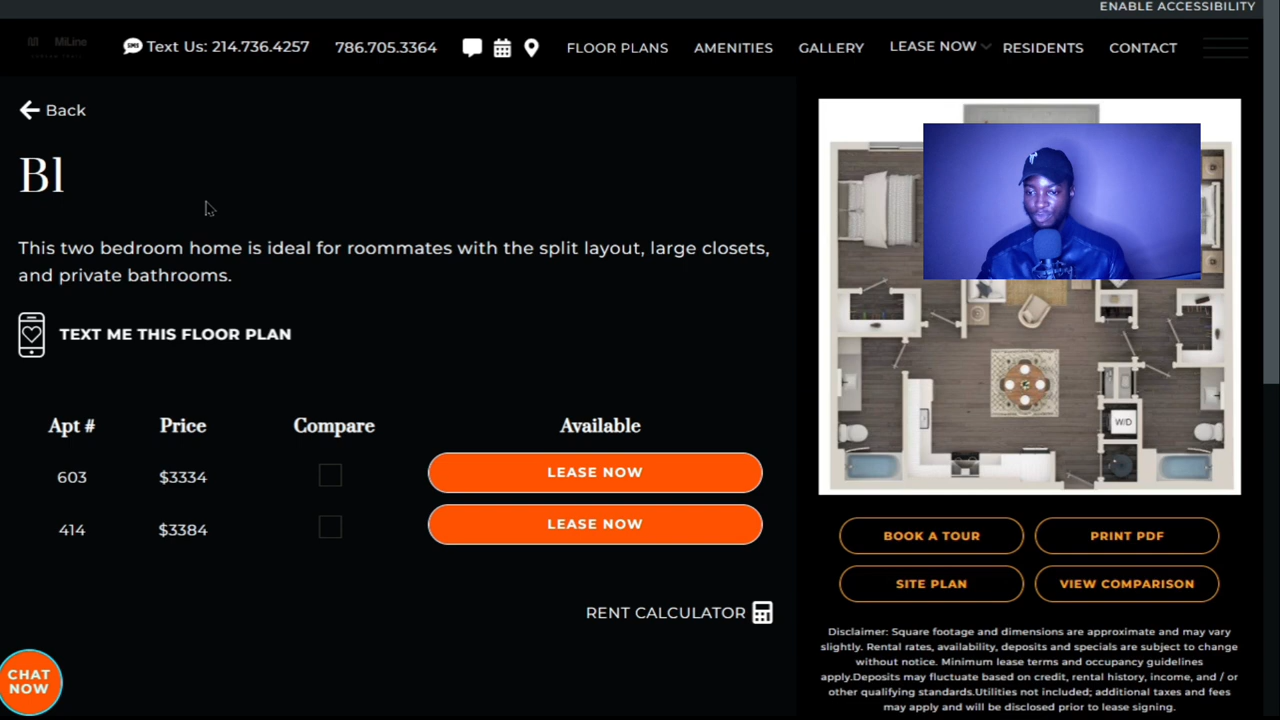 ENABLE ACCESSIBILITY
MiLine
Text Us: 214.736.4257
786.705.3364
FLOOR PLANS
AMENITIES
GALLERY
LEASE NOW
RESIDENTS
CONTACT
Back
B1
This two bedroom home is ideal for roommates with the split layout, large closets,
and private bathrooms.
TEXT ME THIS FLOOR PLAN
Apt # Price Compare Available
603 $3334 LEASE NOW
414 $3384 LEASE NOW
RENT CALCULATOR
CHAT
NOW
W/D
BOOK A TOUR
PRINT PDF
SITE PLAN
VIEW COMPARISON
Disclaimer: Square footage and dimensions are approximate and may vary
slightly. Rental rates, availability, deposits and specials are subject to change
without notice. Minimum lease terms and occupancy guidelines
apply.Deposits may fluctuate based on credit, rental history, income, and / or
other qualifying standards.Utilities not included; additional taxes and fees
may apply and will be disclosed prior to lease signing.